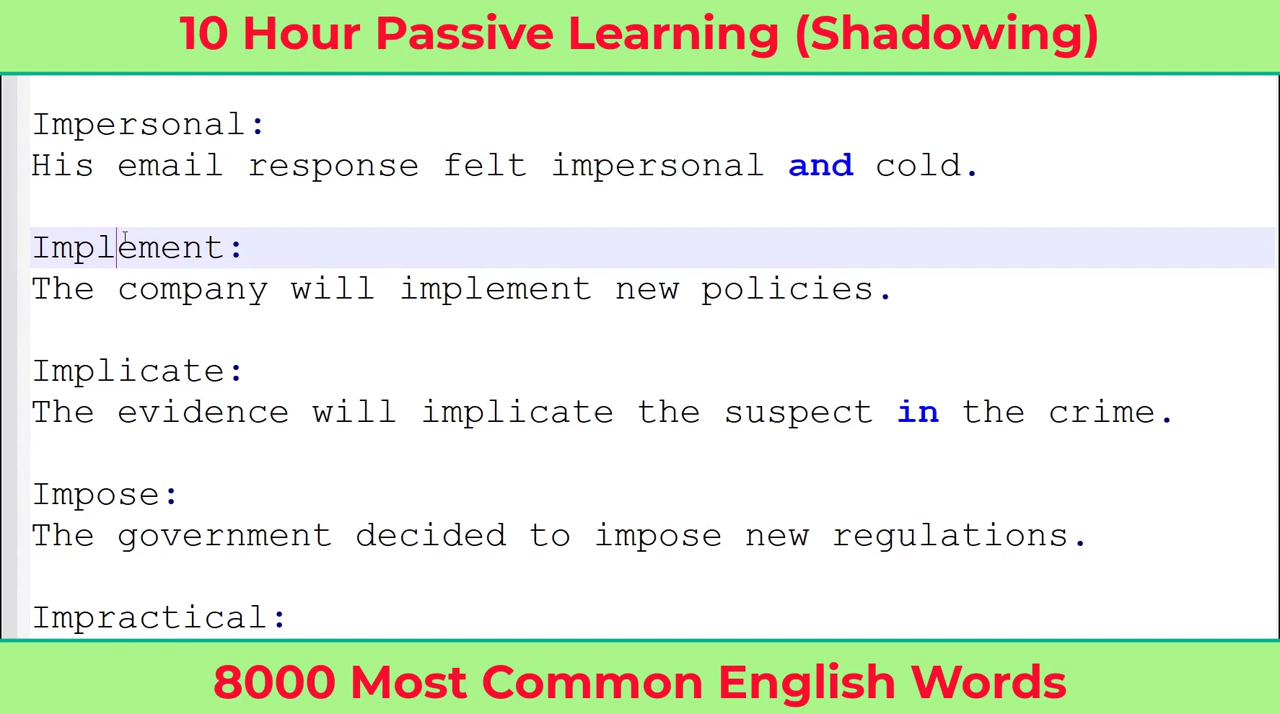 10 Hour Passive Learning (Shadowing)
Impersonal:
His email response felt impersonal and cold.
Implement:
The company will implement new policies.
Implicate:
The evidence will implicate the suspect in the crime.
Impose:
The government decided to impose new regulations.
Impractical:
8000 Most Common English Words